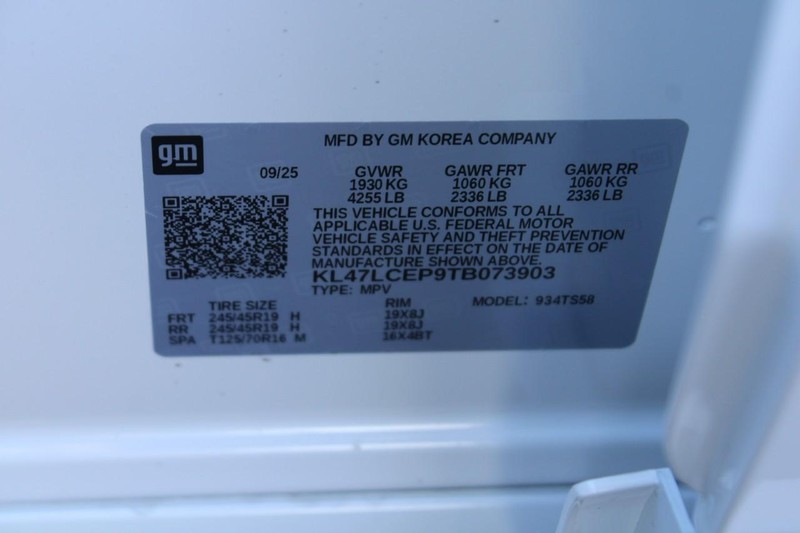 gm
MFD BY GM KOREA COMPANY
09/25 GVWR GAWR FRT GAWR RR
1930 KG 1060 KG 1060 KG
4255 LB 2336 LB 2336 LB
THIS VEHICLE CONFORMS TO ALL
APPLICABLE U.S. FEDERAL MOTOR
VEHICLE SAFETY AND THEFT PREVENTION
STANDARDS IN EFFECT ON THE DATE OF
MANUFACTURE SHOWN ABOVE.
KL47LCEP9TB073903
TYPE: MPV MODEL: 934TS58
TIRE SIZE RIM
FRT 245/45R19 H 19X8J
RR 245/45R19 H 19X8J
SPA T125/70R16 M 16X4BT